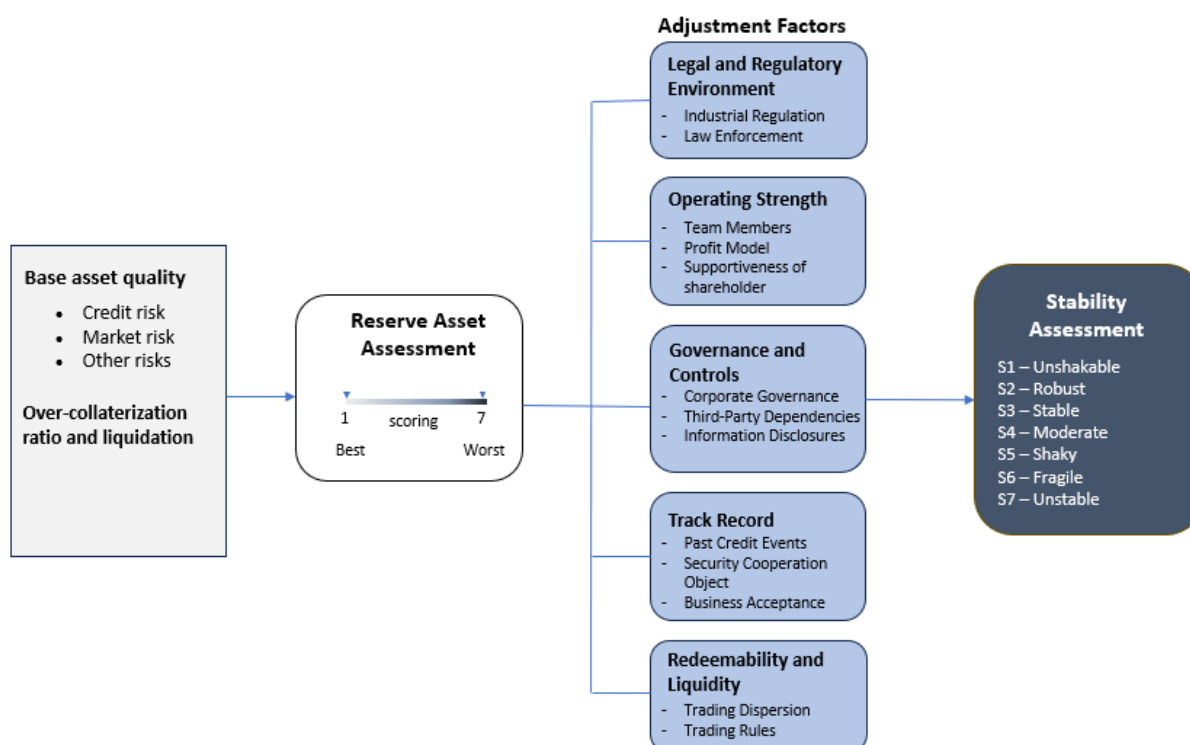 Base asset quality
• Credit risk
• Market risk
• Other risks
Over-collaterization
ratio and liquidation
Reserve Asset
Assessment
1 scoring 7
Best Worst
Adjustment Factors
Legal and Regulatory
Environment
- Industrial Regulation
- Law Enforcement
Operating Strength
- Team Members
- Profit Model
- Supportiveness of
shareholder
Governance and
Controls
- Corporate Governance
- Third-Party Dependencies
- Information Disclosures
Track Record
- Past Credit Events
- Security Cooperation
Object
- Business Acceptance
Redeemability and
Liquidity
- Trading Dispersion
- Trading Rules
Stability
Assessment
S1 – Unshakable
S2 – Robust
S3 – Stable
S4 – Moderate
S5 – Shaky
S6 – Fragile
S7 – Unstable